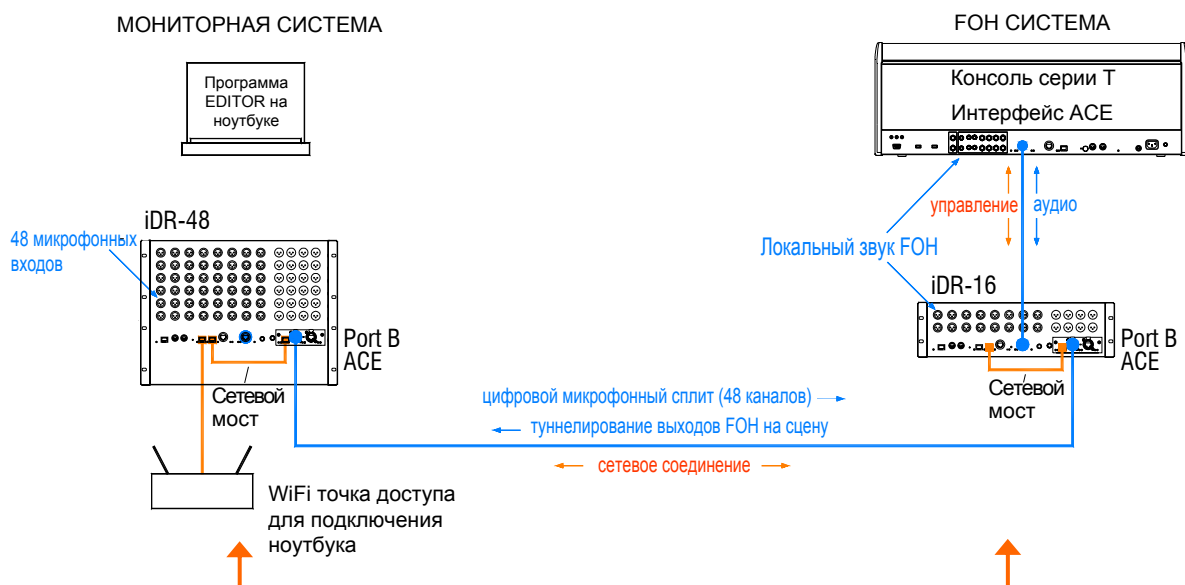 МОНИТОРНАЯ СИСТЕМА
FOH СИСТЕМА
Программа
EDITOR на
ноутбуке
Консоль серии Т
Интерфейс ACE
управление
аудио
iDR-48
48 микрофонных
входов
Локальный звук FOH
iDR-16
Port B
ACE
Port B
ACE
Сетевой
мост
Сетевой
мост
цифровой микрофонный сплит (48 каналов)
туннелирование выходов FOH на сцену
сетевое соединение
WiFi точка доступа
для подключения
ноутбука